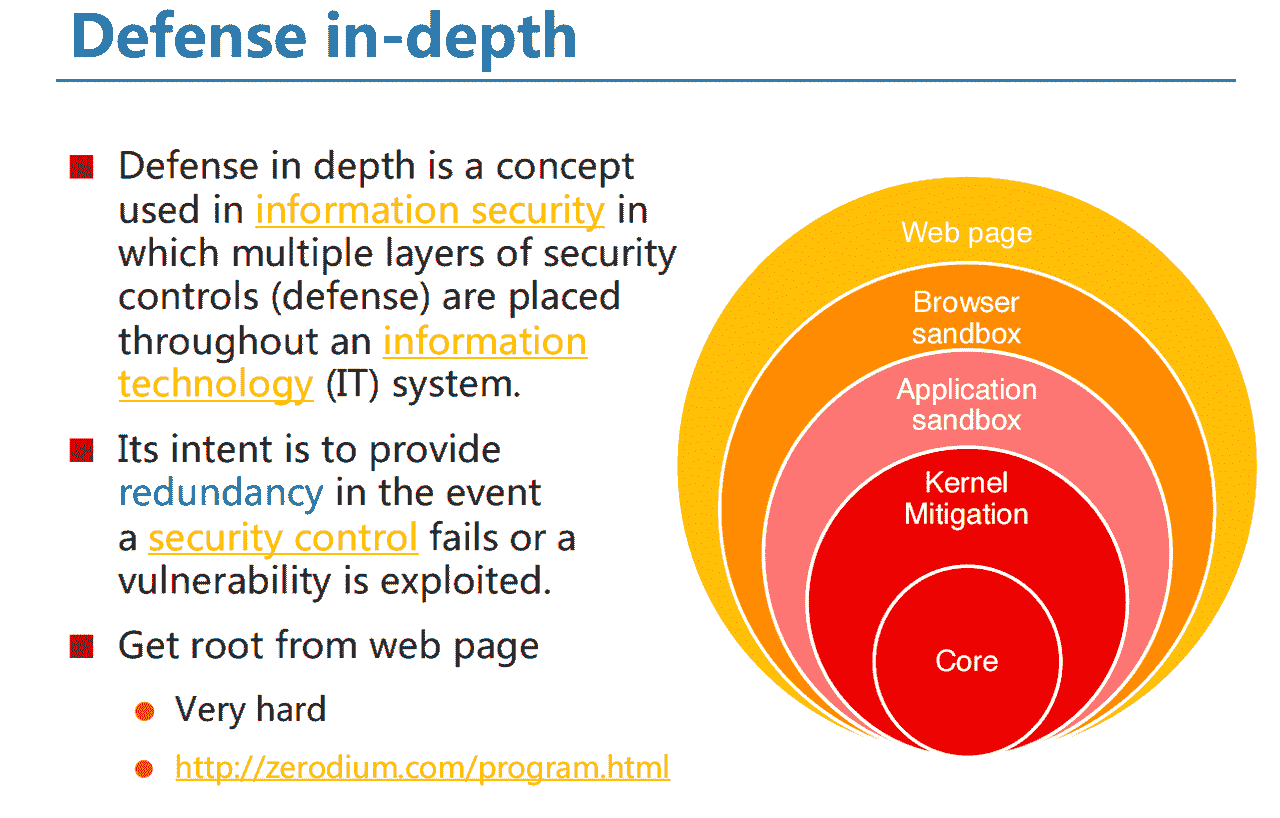 Defense in-depth
Defense in depth is a concept
used in information security in
which multiple layers of security
controls (defense) are placed
throughout an information
technology (IT) system.
Its intent is to provide
redundancy in the event
a security control fails or a
vulnerability is exploited.
Get root from web page
Very hard
http://zerodium.com/program.html
Web page
Browser
sandbox
Application
sandbox
Kernel
Mitigation
Core